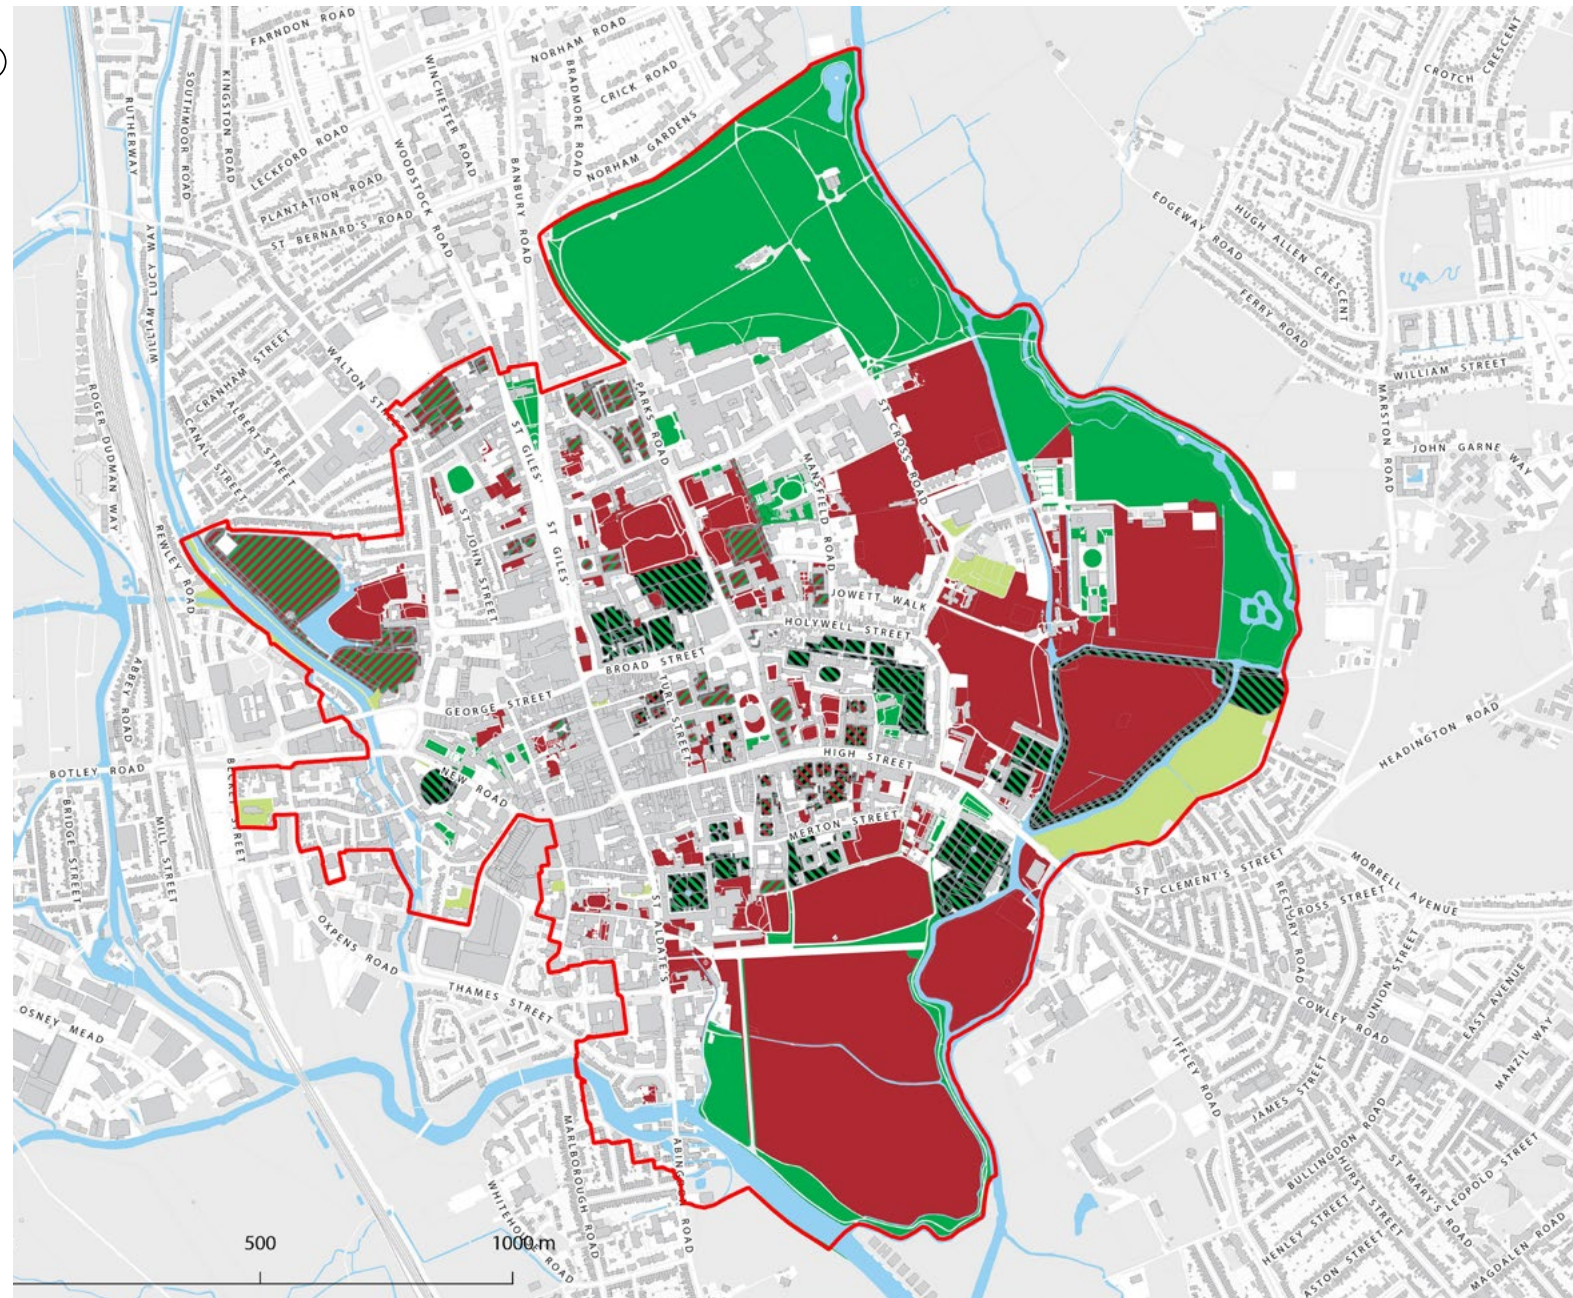 FARNDON ROAD
NORHAM ROAD
CROTCH CRESCENT
WINCHESTER ROAD
BRADMORE ROAD
CRICK ROAD
KINGSTON ROAD
SOUTHMOOR ROAD
RUTHERWAY
LECKFORD ROAD
WOODSTOCK ROAD
NORHAM GARDENS
BANBURY ROAD
PLANTATION ROAD
ST BERNARD'S ROAD
EDGEWAY ROAD
HUGH ALLEN CRESCENT
WILLIAM LUCY WAY
FERRY ROAD
CRANHAM STREET
WALTON STREET
WILLIAM STREET
ROGER DUDMAN WAY
ALBERT STREET
CANAL STREET
PARKS ROAD
ST CROSS ROAD
MARSTON ROAD
ST GILES'
JOHN GARNE WAY
MANSFIELD ROAD
REWLEY ROAD
ST JOHN STREET
ST GILES'
JOWETT WALK
HOLYWELL STREET
BROAD STREET
ABBEY ROAD
TURL STREET
GEORGE STREET
HEADINGTON ROAD
HIGH STREET
BOTLEY ROAD
NEW ROAD
BECKET STREET
BRIDGE STREET
MILL STREET
MERTON STREET
ST CLEMENT'S STREET
MORRELL AVENUE
RECTORY ROAD
CROSS STREET
ST ALDATE'S
OXPENS ROAD
UNION STREET
EAST AVENUE
THAMES STREET
COWLEY ROAD
OSNEY MEAD
MANZIL WAY
IFFLEY ROAD
JAMES STREET
MARLBOROUGH ROAD
ABINGDON ROAD
BULLINGDON ROAD
HURST STREET
ST MARY'S ROAD
LEOPOLD STREET
WHITEHOUSE ROAD
HENLEY STREET
ASTON STREET
MAGDALEN ROAD
500
1000 m